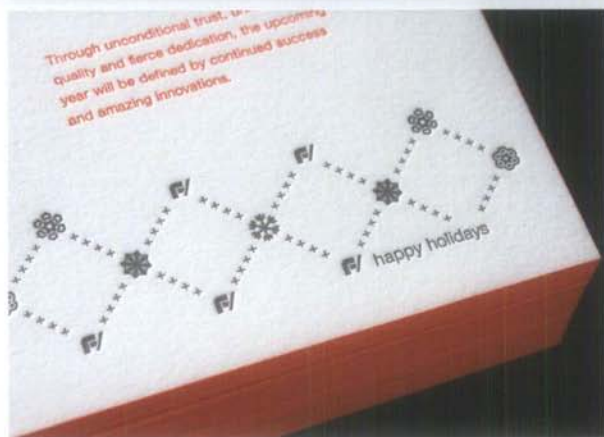 Through unconditional trust,
quality and fierce dedication, the upcoming
year will be defined by continued success
and amazing innovations.
happy holidays